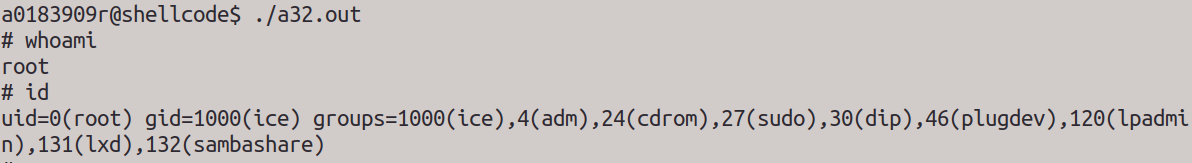 a0183909r@shellcode$ ./a32.out
# whoami
root
# id
uid=0(root) gid=1000(ice) groups=1000(ice),4(adm),24(cdrom),27(sudo),30(dip),46(plugdev),120(lpadmi
n),131(lxd),132(sambashare)